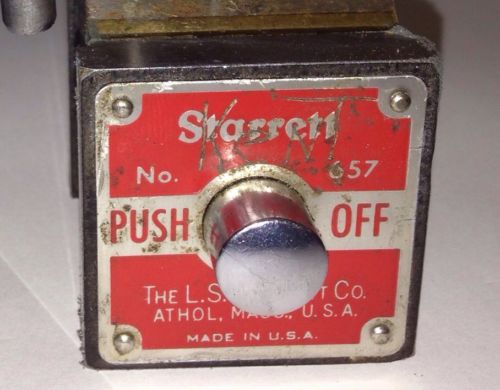 Starrett
No. 657
PUSH OFF
THE L.S. T CO.
ATHOL, MASS., U.S.A.
MADE IN U.S.A.